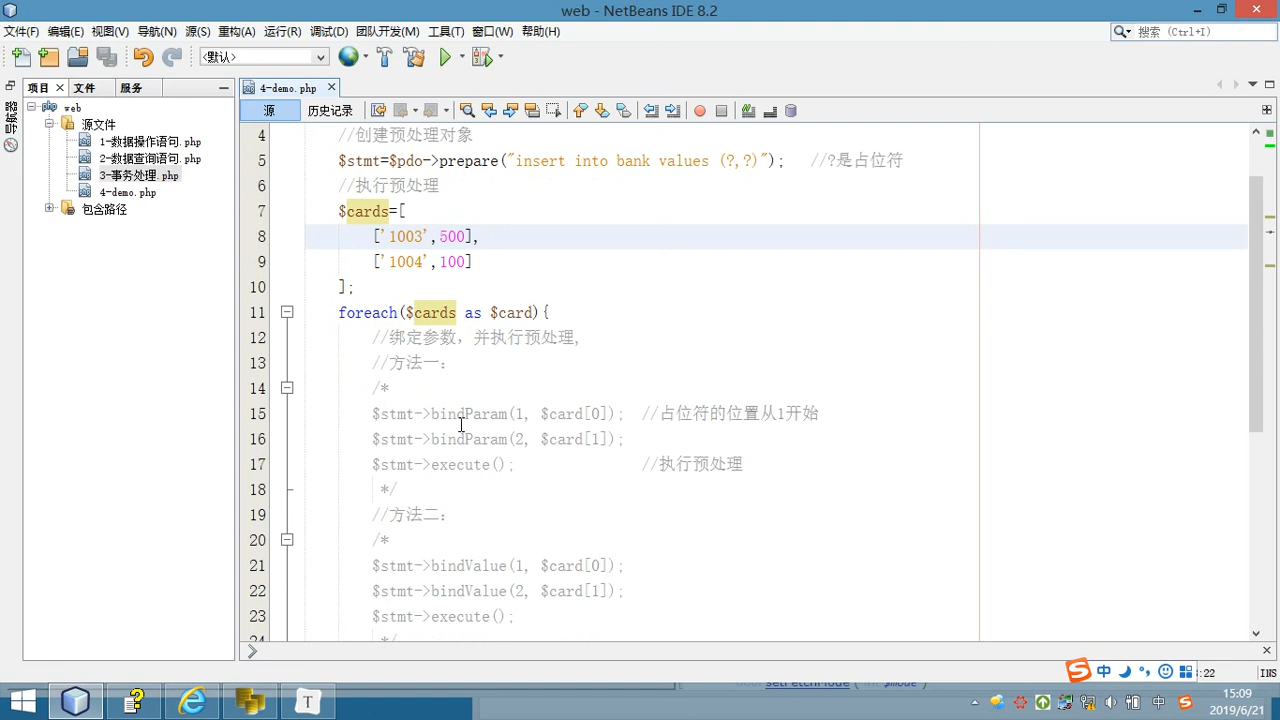 web - NetBeans IDE 8.2
文件(F) 编辑(E) 视图(V) 导航(N) 源(S) 重构(A) 运行(R) 调试(D) 团队开发(M) 工具(T) 窗口(W) 帮助(H)
搜索 (Ctrl+I)
<默认>
项目 文件 服务
4-demo.php
源 历史记录
web
源文件
1-数据操作语句.php
2-数据查询语句.php
3-事务处理.php
4-demo.php
包含路径
4 //创建预处理对象
5 $stmt=$pdo->prepare("insert into bank values (?,?)"); //?是占位符
6 //执行预处理
7 $cards=[
8 ['1003',500],
9 ['1004',100]
10 ];
11 foreach($cards as $card){
12 //绑定参数，并执行预处理,
13 //方法一:
14 /*
15 $stmt->bindParam(1, $card[0]); //占位符的位置从1开始
16 $stmt->bindParam(2, $card[1]);
17 $stmt->execute(); //执行预处理
18 */
19 //方法二:
20 /*
21 $stmt->bindValue(1, $card[0]);
22 $stmt->bindValue(2, $card[1]);
23 $stmt->execute();
24 */
中
:22 INS
中
15:09
2019/6/21